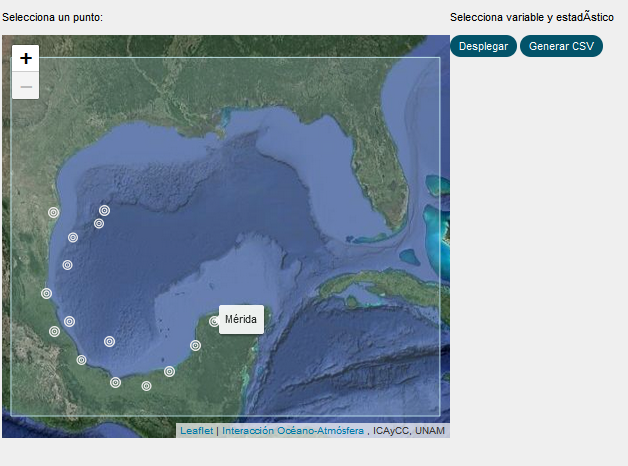 Selecciona un punto:
Selecciona variable y estadÃstico
+
−
Desplegar
Generar CSV
Mérida
Leaflet | Interacción Océano-Atmósfera , ICAyCC, UNAM